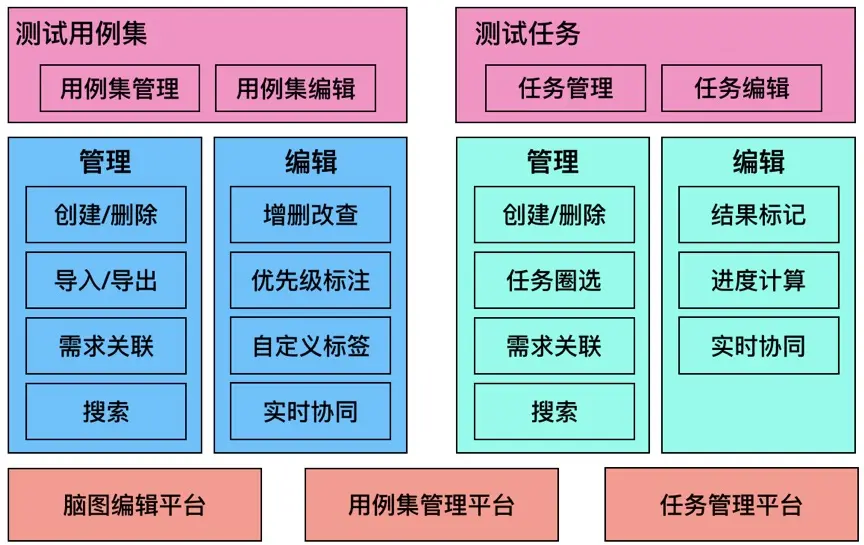 测试用例集
用例集管理
用例集编辑
测试任务
任务管理
任务编辑
管理
创建/删除
导入/导出
需求关联
搜索
编辑
增删改查
优先级标注
自定义标签
实时协同
管理
创建/删除
任务圈选
需求关联
搜索
编辑
结果标记
进度计算
实时协同
脑图编辑平台
用例集管理平台
任务管理平台